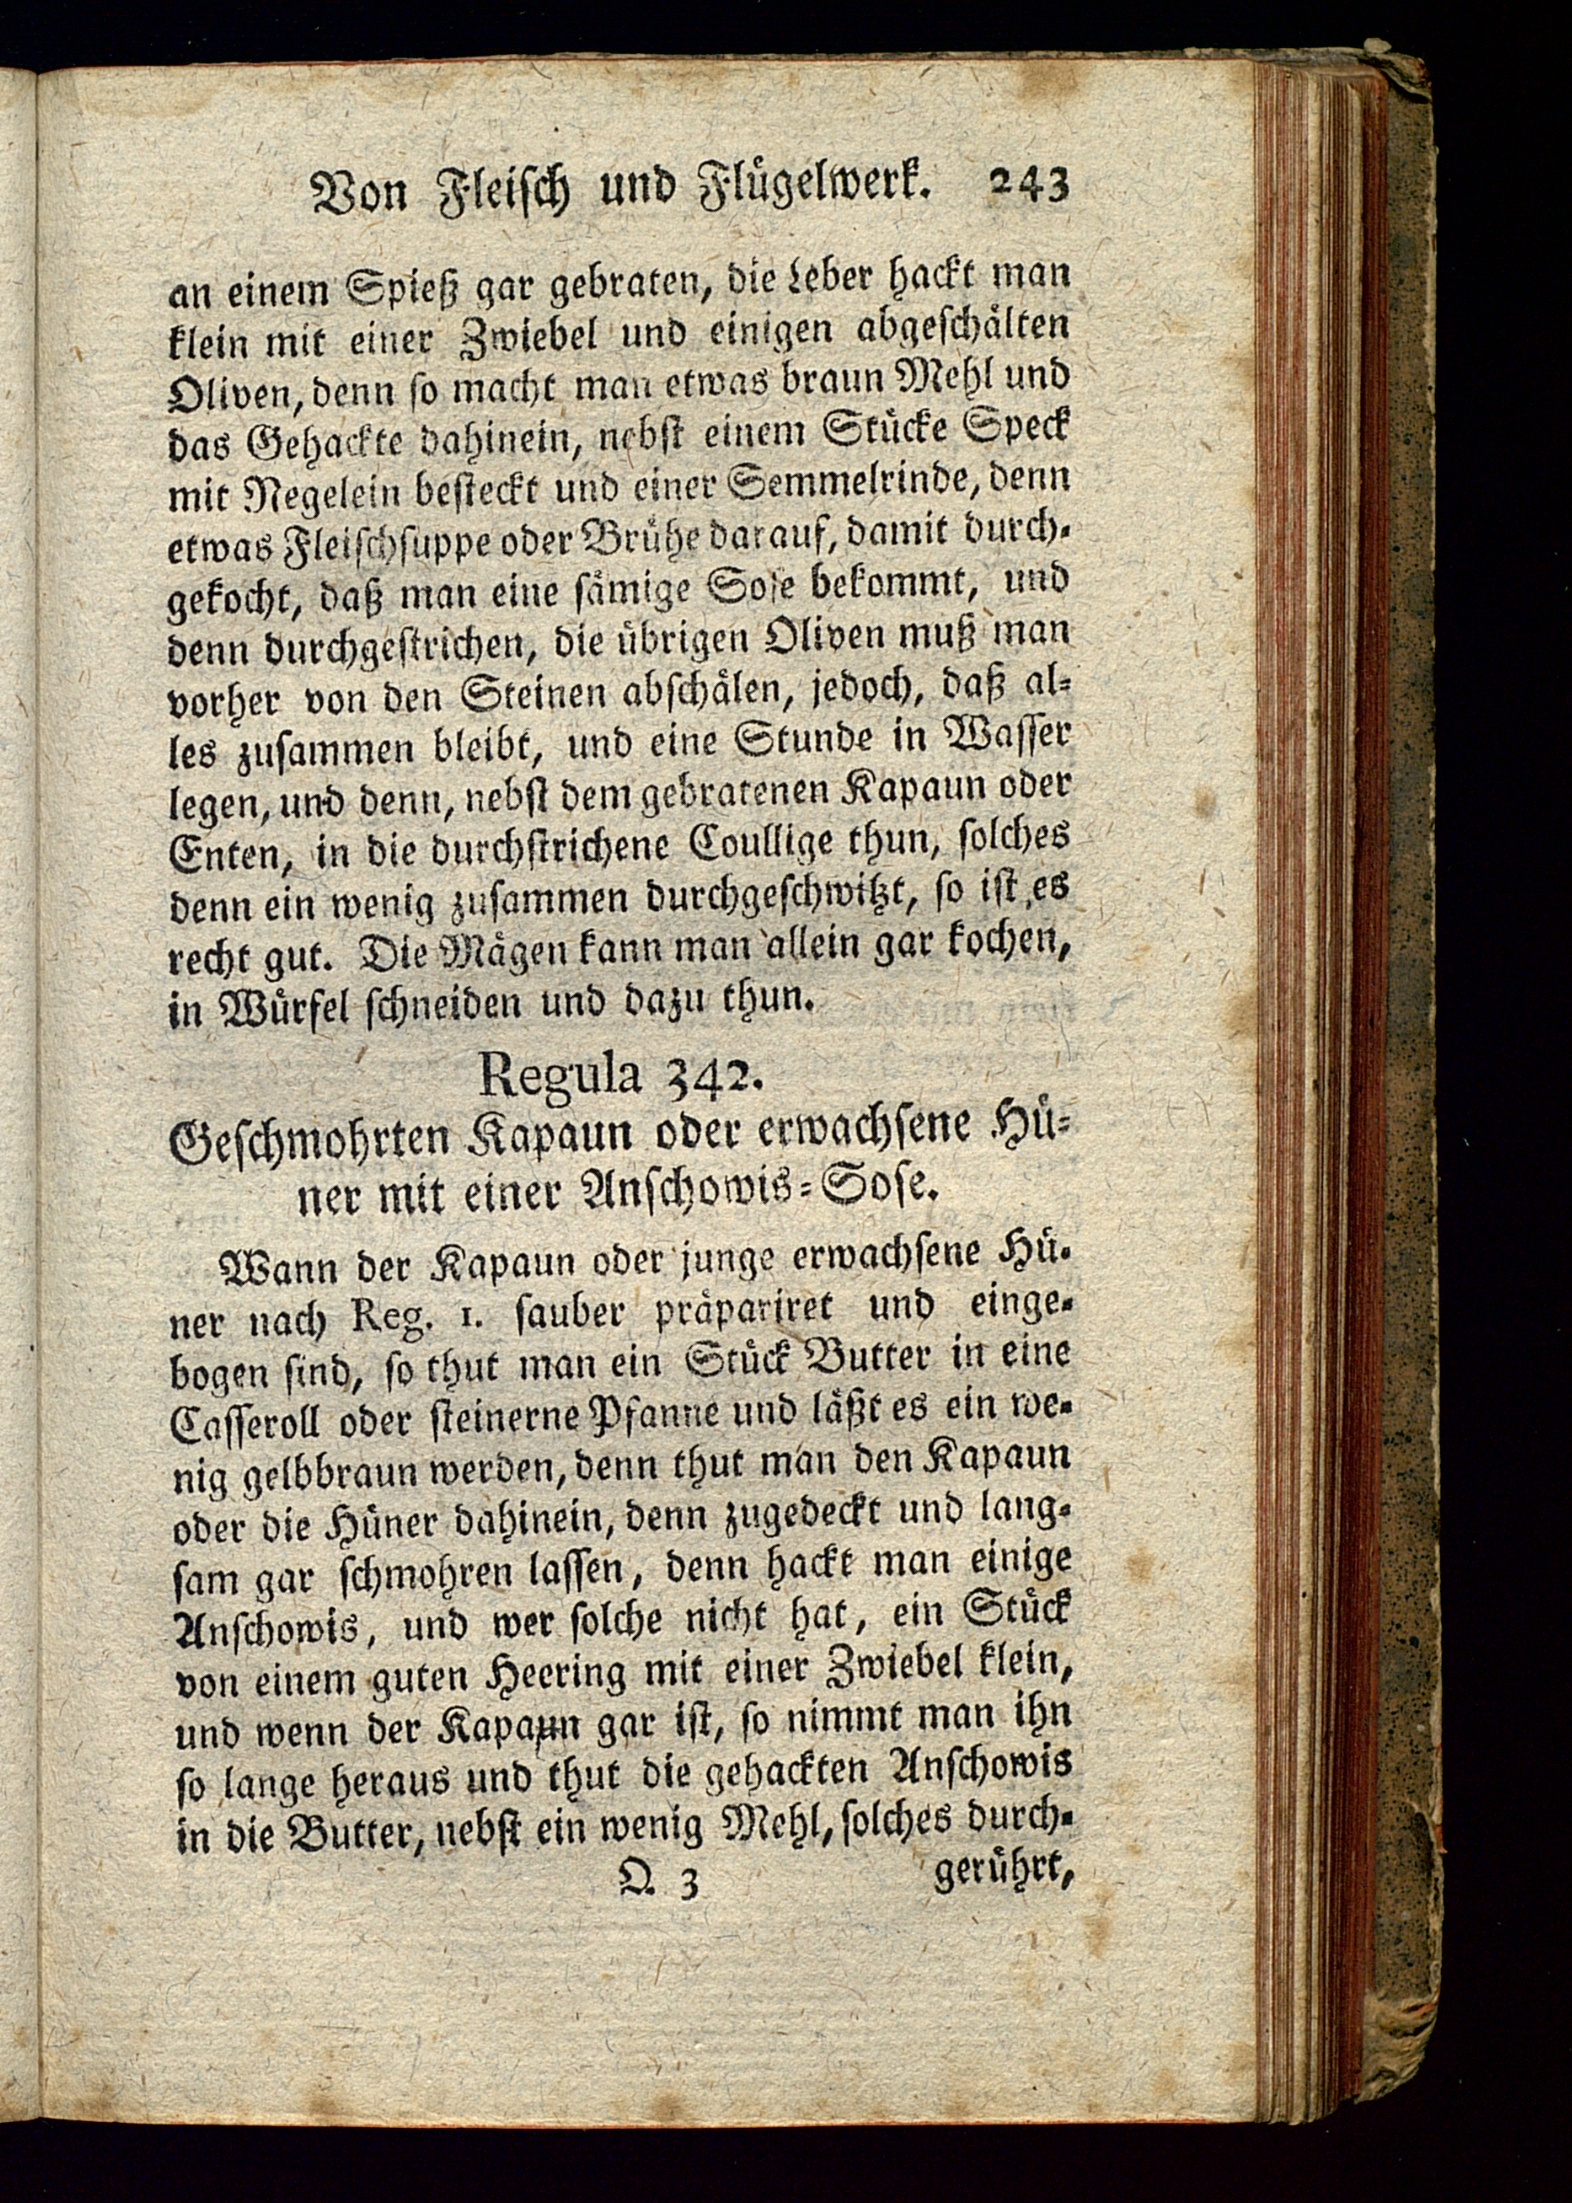 Von Fleiſch und Flügelwerk. 243
an einem Spieß gar gebraten, die Leber hackt man
klein mit einer Zwiebel und einigen abgeſchälten
Oliven, denn ſo macht man etwas braun Mehl und
das Gehackte dahinein, nebſt einem Stücke Speck
mit Negelein beſteckt und einer Semmelrinde, denn
etwas Fleiſchſuppe oder Brühe darauf, damit durch-
gekocht, daß man eine ſämige Soſe bekommt, und
denn durchgeſtrichen, die übrigen Oliven muß man
vorher von den Steinen abſchälen, jedoch, daß al-
les zuſammen bleibt, und eine Stunde in Waſſer
legen, und denn, nebſt dem gebratenen Kapaun oder
Enten, in die durchſtrichene Coullige thun, ſolches
denn ein wenig zuſammen durchgeſchwitzt, ſo iſt es
recht gut. Die Mägen kann man allein gar kochen,
in Würfel ſchneiden und dazu thun.
Regula 342.
Geſchmohrten Kapaun oder erwachſene Hü-
ner mit einer Anſchowis-Soſe.
Wann der Kapaun oder junge erwachſene Hü-
ner nach Reg. 1. ſauber präpariret und einge-
bogen ſind, ſo thut man ein Stück Butter in eine
Caſſeroll oder ſteinerne Pfanne und läßt es ein we-
nig gelbbraun werden, denn thut man den Kapaun
oder die Hüner dahinein, denn zugedeckt und lang-
ſam gar ſchmohren laſſen, denn hackt man einige
Anſchowis, und wer ſolche nicht hat, ein Stück
von einem guten Heering mit einer Zwiebel klein,
und wenn der Kapaun gar iſt, ſo nimmt man ihn
ſo lange heraus und thut die gehackten Anſchowis
in die Butter, nebſt ein wenig Mehl, ſolches durch-
Q 3 gerührt,